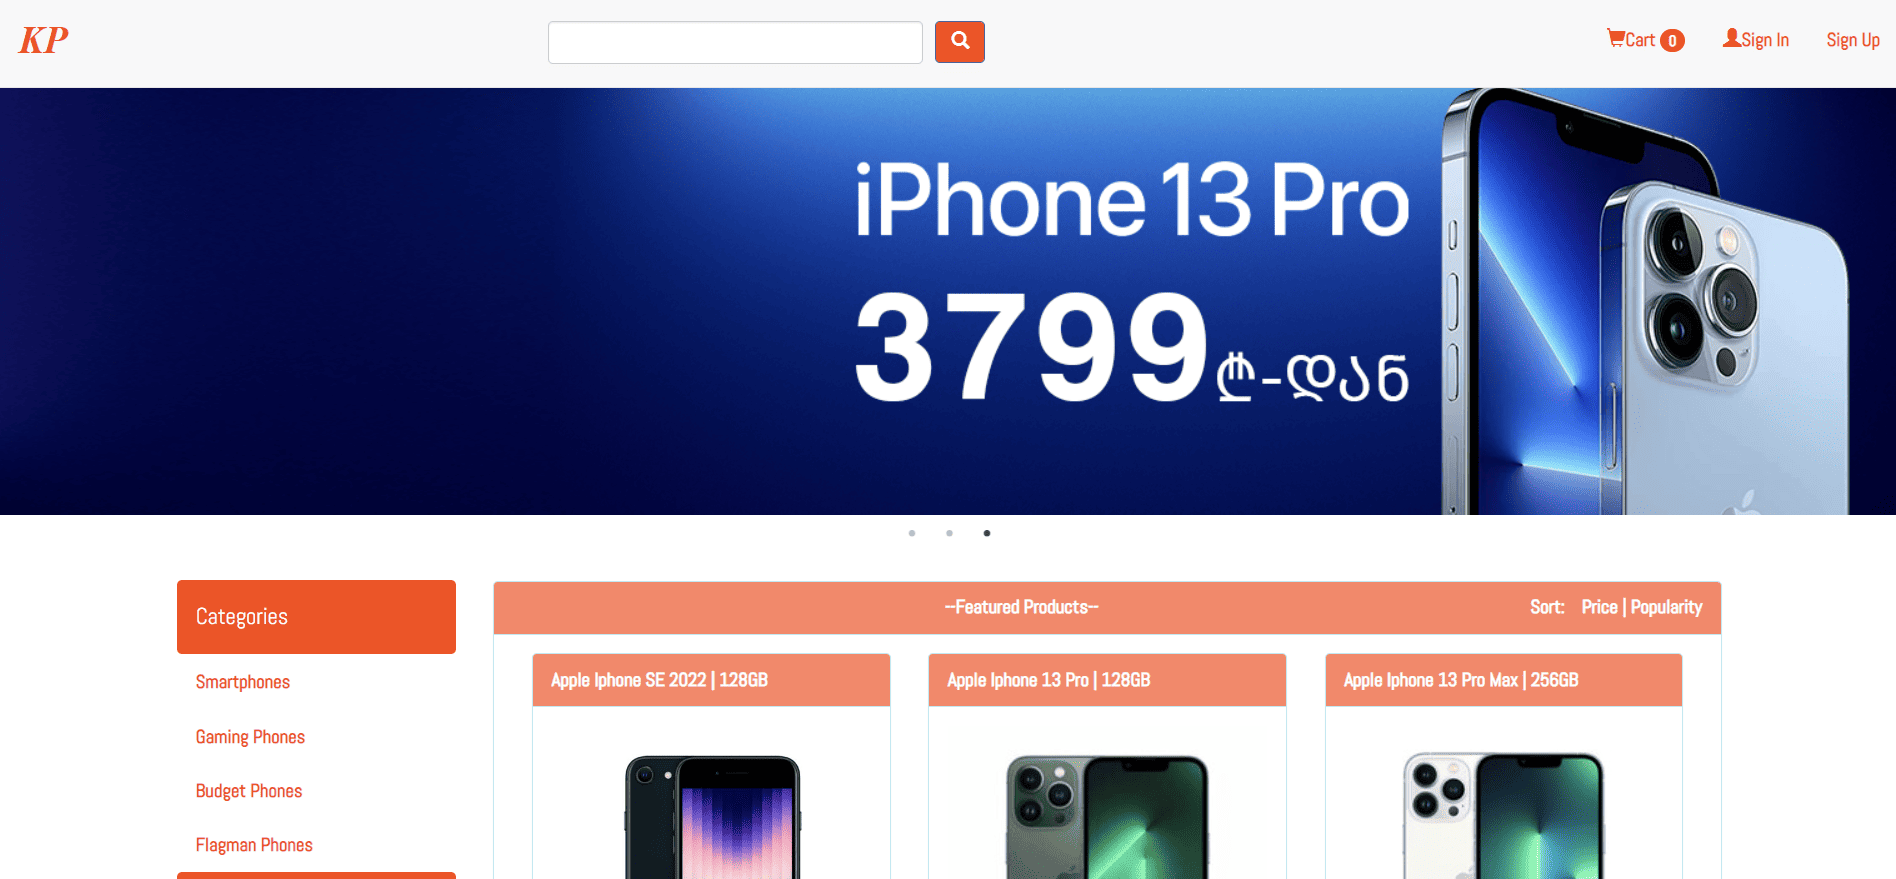 KP
Cart 0
Sign In
Sign Up
iPhone 13 Pro
3799₾-დან
Categories
Smartphones
Gaming Phones
Budget Phones
Flagman Phones
--Featured Products--
Sort: Price | Popularity
Apple Iphone SE 2022 | 128GB
Apple Iphone 13 Pro | 128GB
Apple Iphone 13 Pro Max | 256GB